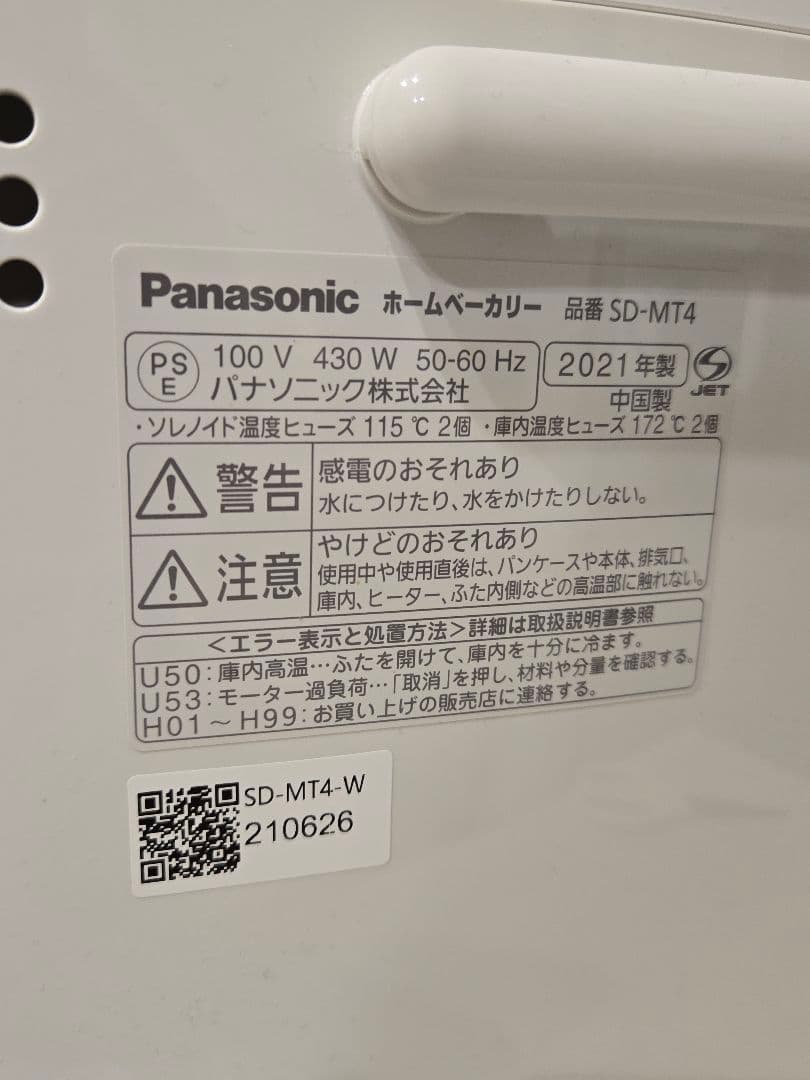 Panasonic ホームベーカリー 品番 SD-MT4
PS E 100 V 430 W 50-60 Hz 2021年製
パナソニック株式会社 中国製 JET
・ソレノイド温度ヒューズ 115 ℃ 2個 ・庫内温度ヒューズ 172 ℃ 2個
警告 感電のおそれあり
水につけたり、水をかけたりしない。
注意 やけどのおそれあり
使用中や使用直後は、パンケースや本体、排気口、
庫内、ヒーター、ふた内側などの高温部に触れない。
<エラー表示と処置方法>詳細は取扱説明書参照
U50:庫内高温…ふたを開けて、庫内を十分に冷ます。
U53:モーター過負荷…「取消」を押し、材料や分量を確認する。
H01～H99:お買い上げの販売店に連絡する。
SD-MT4-W
210626